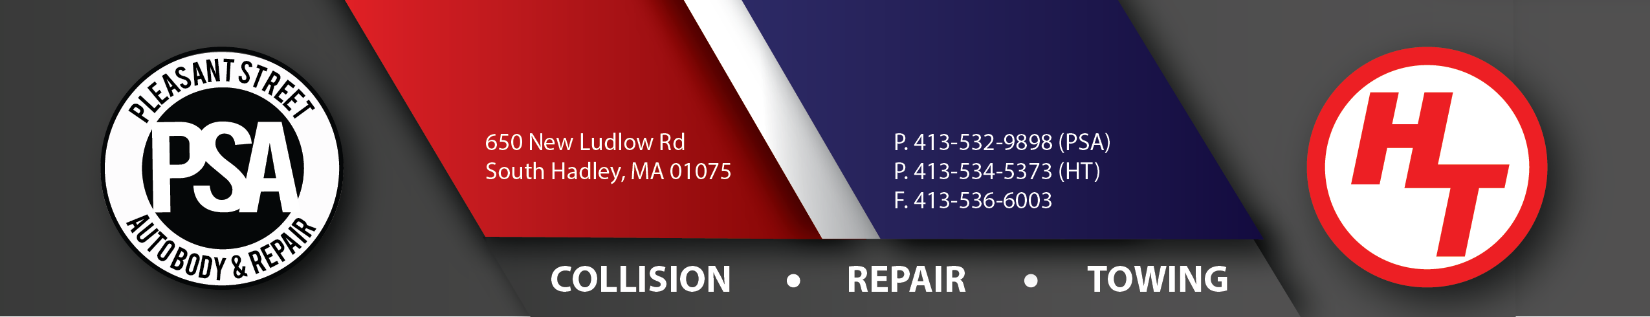 PLEASANT STREET
PSA
AUTOBODY & REPAIR
650 New Ludlow Rd
South Hadley, MA 01075
P. 413-532-9898 (PSA)
P. 413-534-5373 (HT)
F. 413-536-6003
HT
COLLISION • REPAIR • TOWING